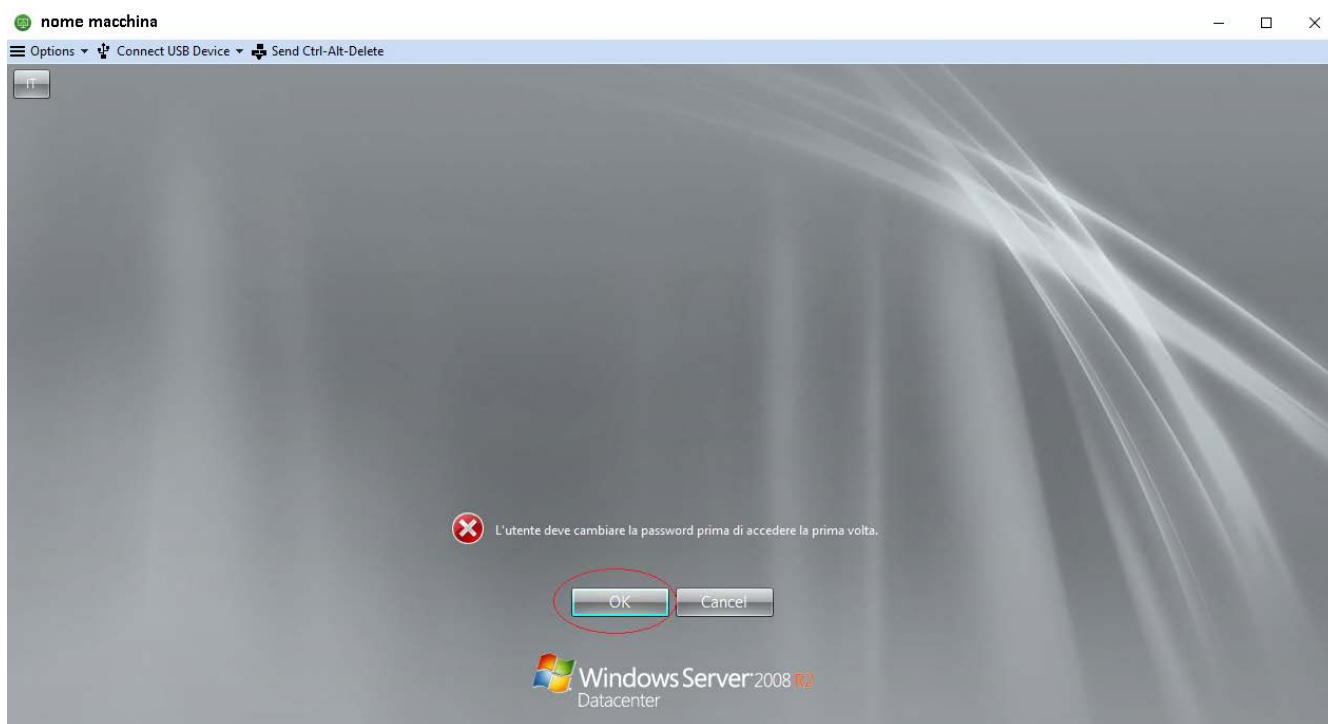 nome macchina
Options Connect USB Device Send Ctrl-Alt-Delete
IT
L'utente deve cambiare la password prima di accedere la prima volta.
OK Cancel
Windows Server 2008 R2
Datacenter